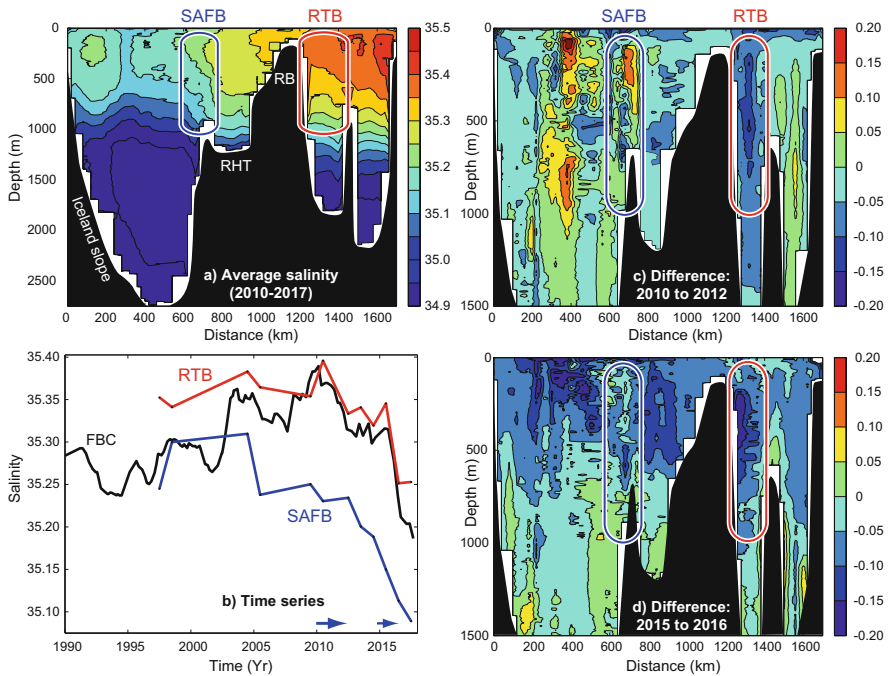 SAFB
RTB
0
500
1000
1500
2000
2500
Depth (m)
RB
RHT
Iceland slope
a) Average salinity
(2010-2017)
0 200 400 600 800 1000 1200 1400 1600
Distance (km)
35.5
35.4
35.3
35.2
35.1
35.0
34.9
SAFB
RTB
0
500
1000
1500
Depth (m)
c) Difference:
2010 to 2012
0 200 400 600 800 1000 1200 1400 1600
Distance (km)
0.20
0.15
0.10
0.05
0
-0.05
-0.10
-0.15
-0.20
35.40
35.35
35.30
35.25
35.20
35.15
35.10
Salinity
RTB
FBC
SAFB
b) Time series
1990 1995 2000 2005 2010 2015
Time (Yr)
0
500
1000
1500
Depth (m)
d) Difference:
2015 to 2016
0 200 400 600 800 1000 1200 1400 1600
Distance (km)
0.20
0.15
0.10
0.05
0
-0.05
-0.10
-0.15
-0.20